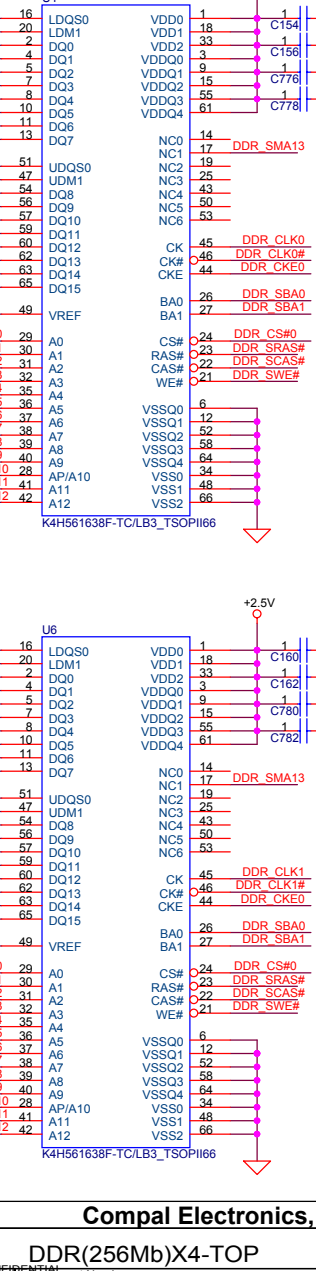 16 LDQS0 VDD0 1
20 LDM1 VDD1 18 1 C154
2 DQ0 VDD2 33
4 DQ1 VDDQ0 3 1 C156
5 DQ2 VDDQ1 9
7 DQ3 VDDQ2 15 1 C776
8 DQ4 VDDQ3 55
10 DQ5 VDDQ4 61 1 C778
11 DQ6
13 DQ7 NC0 14
NC1 17 DDR_SMA13
51 UDQS0 NC2 19
47 UDM1 NC3 25
54 DQ8 NC4 43
56 DQ9 NC5 50
57 DQ10 NC6 53
59 DQ11
60 DQ12 CK 45 DDR_CLK0
62 DQ13 CK# 46 DDR_CLK0#
63 DQ14 CKE 44 DDR_CKE0
65 DQ15
BA0 26 DDR_SBA0
49 VREF BA1 27 DDR_SBA1
29 A0 CS# 24 DDR_CS#0
30 A1 RAS# 23 DDR_SRAS#
31 A2 CAS# 22 DDR_SCAS#
32 A3 WE# 21 DDR_SWE#
35 A4
36 A5 VSSQ0 6
37 A6 VSSQ1 12
38 A7 VSSQ2 52
39 A8 VSSQ3 58
40 A9 VSSQ4 64
28 AP/A10 VSS0 34
41 A11 VSS1 48
42 A12 VSS2 66
K4H561638F-TC/LB3_TSOPII66
+2.5V
U6
16 LDQS0 VDD0 1
20 LDM1 VDD1 18 1 C160
2 DQ0 VDD2 33
4 DQ1 VDDQ0 3 1 C162
5 DQ2 VDDQ1 9
7 DQ3 VDDQ2 15 1 C780
8 DQ4 VDDQ3 55
10 DQ5 VDDQ4 61 1 C782
11 DQ6
13 DQ7 NC0 14
NC1 17 DDR_SMA13
51 UDQS0 NC2 19
47 UDM1 NC3 25
54 DQ8 NC4 43
56 DQ9 NC5 50
57 DQ10 NC6 53
59 DQ11
60 DQ12 CK 45 DDR_CLK1
62 DQ13 CK# 46 DDR_CLK1#
63 DQ14 CKE 44 DDR_CKE0
65 DQ15
BA0 26 DDR_SBA0
49 VREF BA1 27 DDR_SBA1
29 A0 CS# 24 DDR_CS#0
30 A1 RAS# 23 DDR_SRAS#
31 A2 CAS# 22 DDR_SCAS#
32 A3 WE# 21 DDR_SWE#
35 A4
36 A5 VSSQ0 6
37 A6 VSSQ1 12
38 A7 VSSQ2 52
39 A8 VSSQ3 58
40 A9 VSSQ4 64
28 AP/A10 VSS0 34
41 A11 VSS1 48
42 A12 VSS2 66
K4H561638F-TC/LB3_TSOPII66
Compal Electronics,
DDR(256Mb)X4-TOP